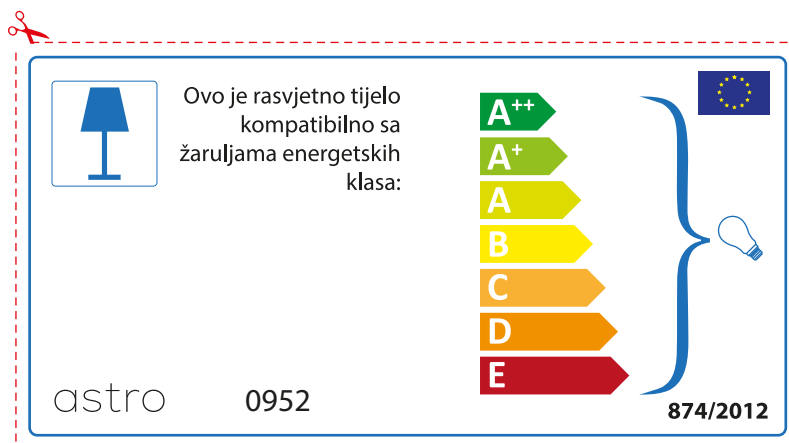 Ovo je rasvjetno tijelo
kompatibilno sa
žaruljama energetskih
klasa:
A++
A+
A
B
C
D
E
astro
0952
874/2012